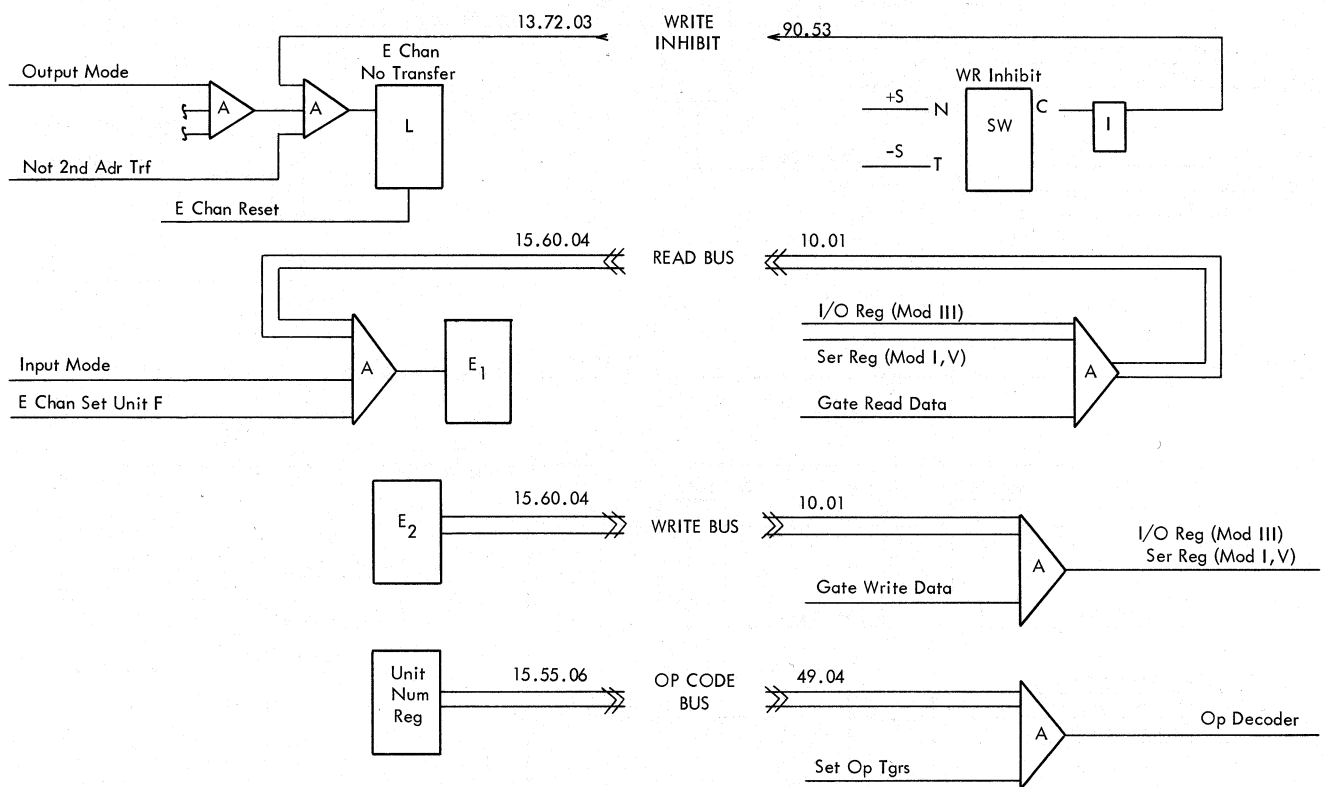 13.72.03
WRITE
INHIBIT
90.53
E Chan
No Transfer
Output Mode
A
A
L
Not 2nd Adr Trf
E Chan Reset
WR Inhibit
+S
N
SW
C
I
-S
T
15.60.04
READ BUS
10.01
Input Mode
E Chan Set Unit F
A
E1
I/O Reg (Mod III)
Ser Reg (Mod I,V)
A
Gate Read Data
E2
15.60.04
WRITE BUS
10.01
Gate Write Data
A
I/O Reg (Mod III)
Ser Reg (Mod I,V)
Unit
Num
Reg
15.55.06
OP CODE
BUS
49.04
Set Op Tgrs
A
Op Decoder